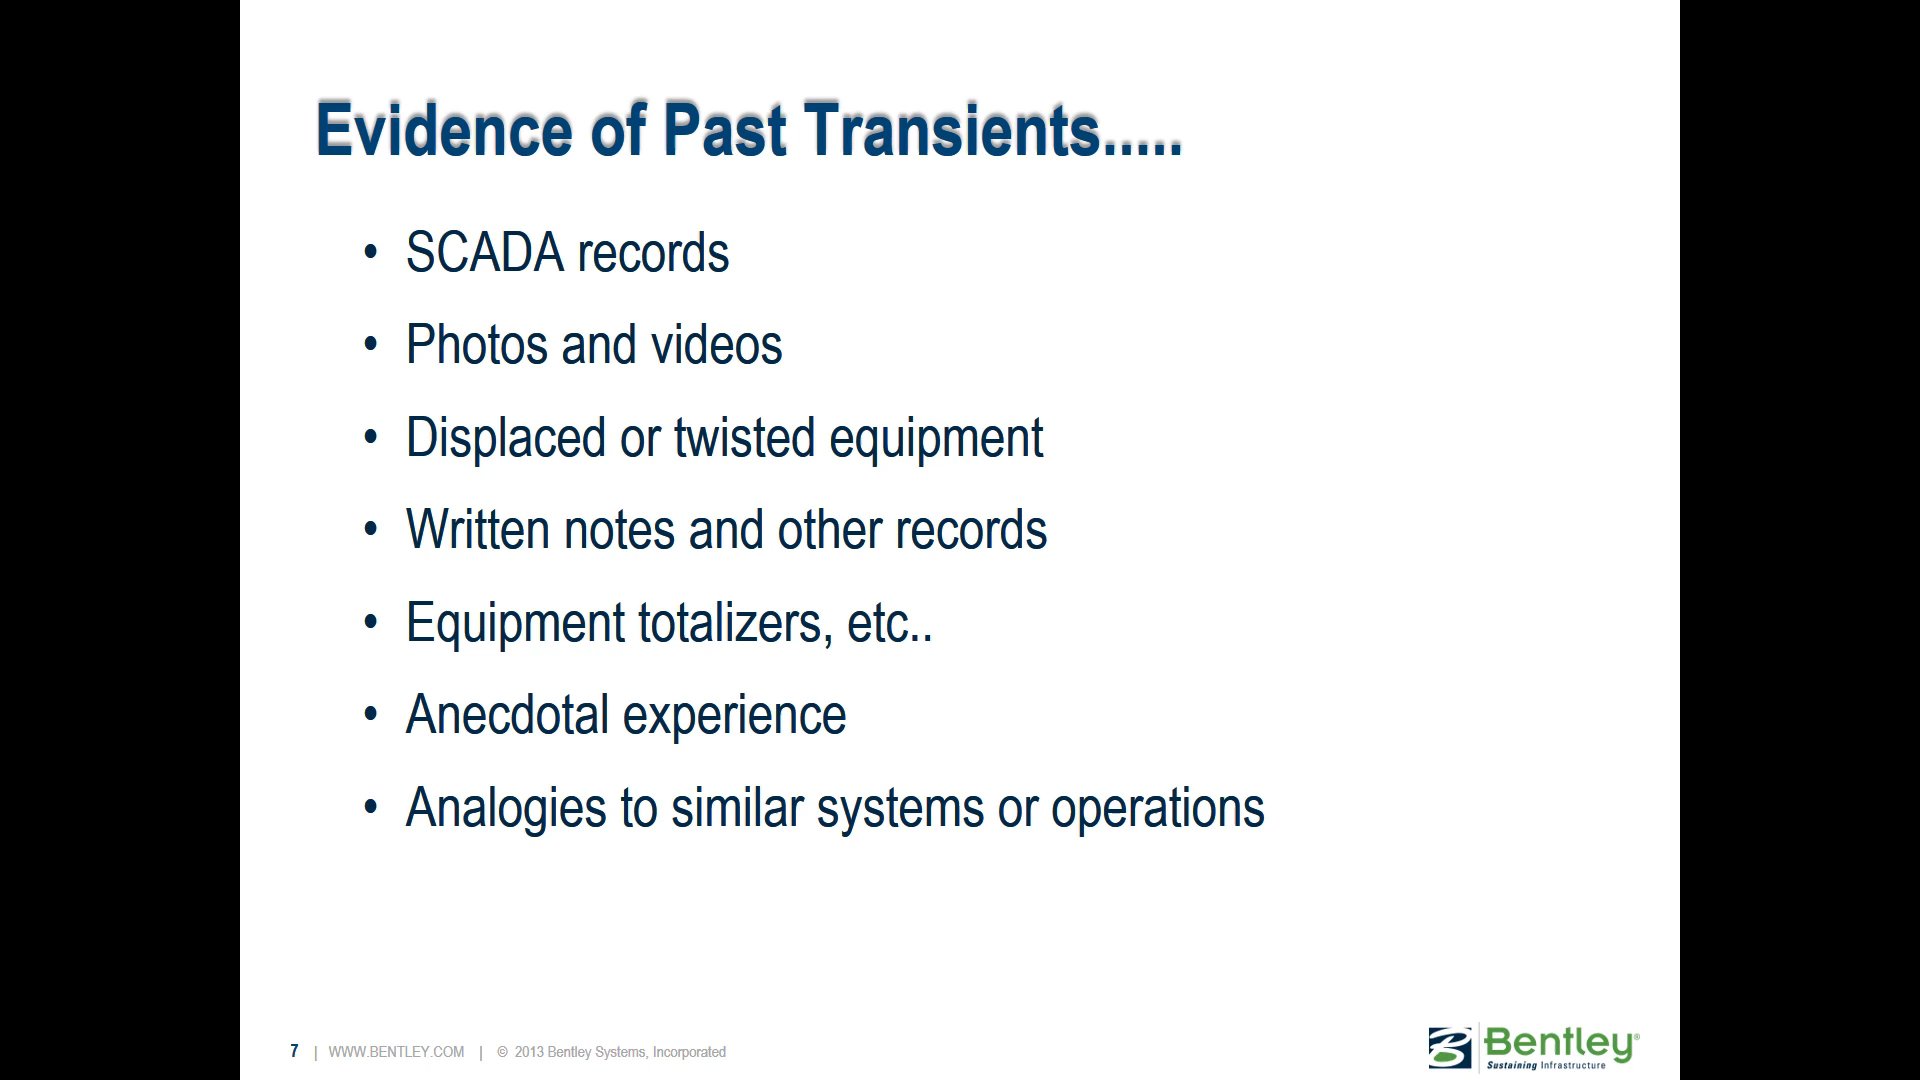 Evidence of Past Transients.....
• SCADA records
• Photos and videos
• Displaced or twisted equipment
• Written notes and other records
• Equipment totalizers, etc..
• Anecdotal experience
• Analogies to similar systems or operations
7 | WWW.BENTLEY.COM | © 2013 Bentley Systems, Incorporated
Bentley®
Sustaining Infrastructure